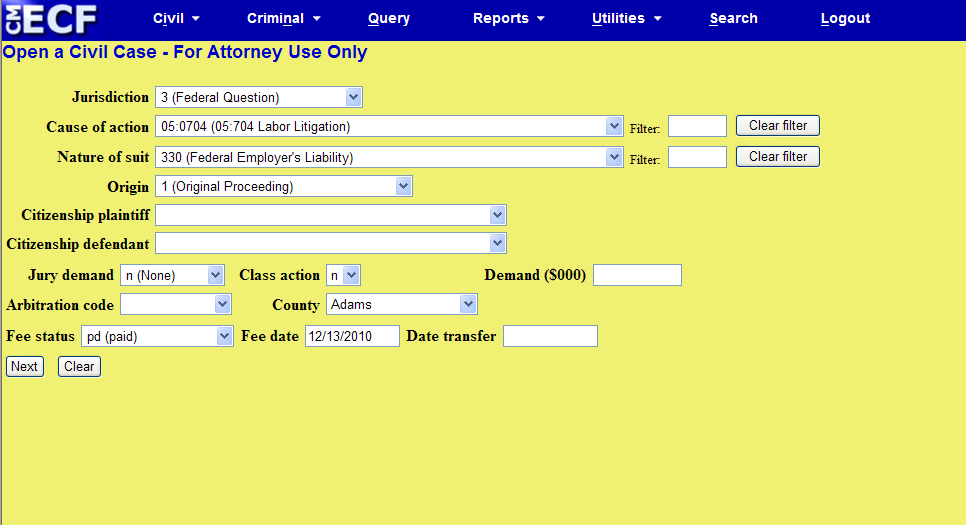 CM ECF Civil Criminal Query Reports Utilities Search Logout
Open a Civil Case - For Attorney Use Only
Jurisdiction 3 (Federal Question)
Cause of action 05:0704 (05:704 Labor Litigation) Filter: Clear filter
Nature of suit 330 (Federal Employer's Liability) Filter: Clear filter
Origin 1 (Original Proceeding)
Citizenship plaintiff
Citizenship defendant
Jury demand n (None) Class action n Demand ($000)
Arbitration code County Adams
Fee status pd (paid) Fee date 12/13/2010 Date transfer
Next Clear